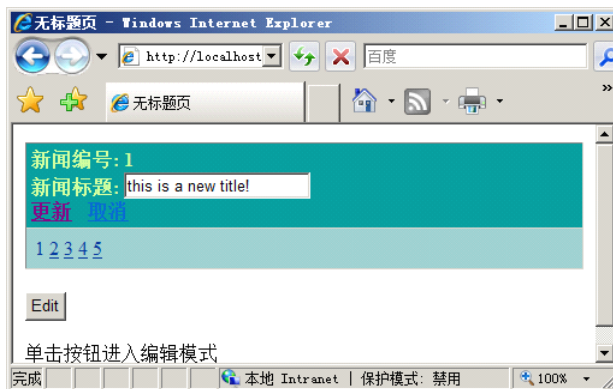 无标题页 - Windows Internet Explorer
http://localhost
百度
无标题页
»
新闻编号: 1
新闻标题: this is a new title!
更新 取消
1 2 3 4 5
Edit
单击按钮进入编辑模式
完成 本地 Intranet | 保护模式: 禁用 100%